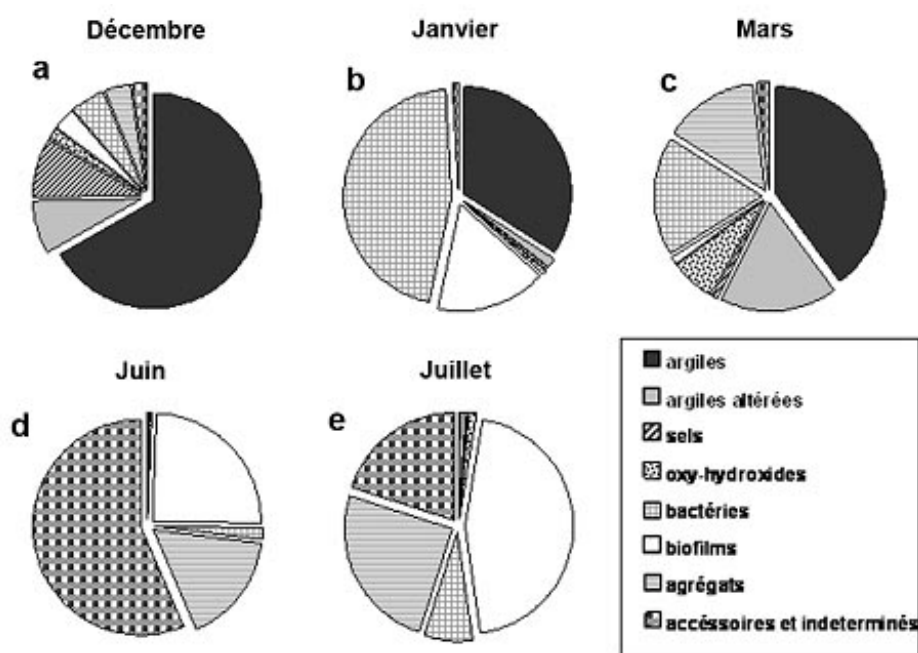 Décembre
Janvier
Mars
a
b
c
Juin
Juillet
d
e
argiles
argiles altérées
sels
oxy-hydroxides
bactéries
biofilms
agrégats
accéssoires et indeterminés